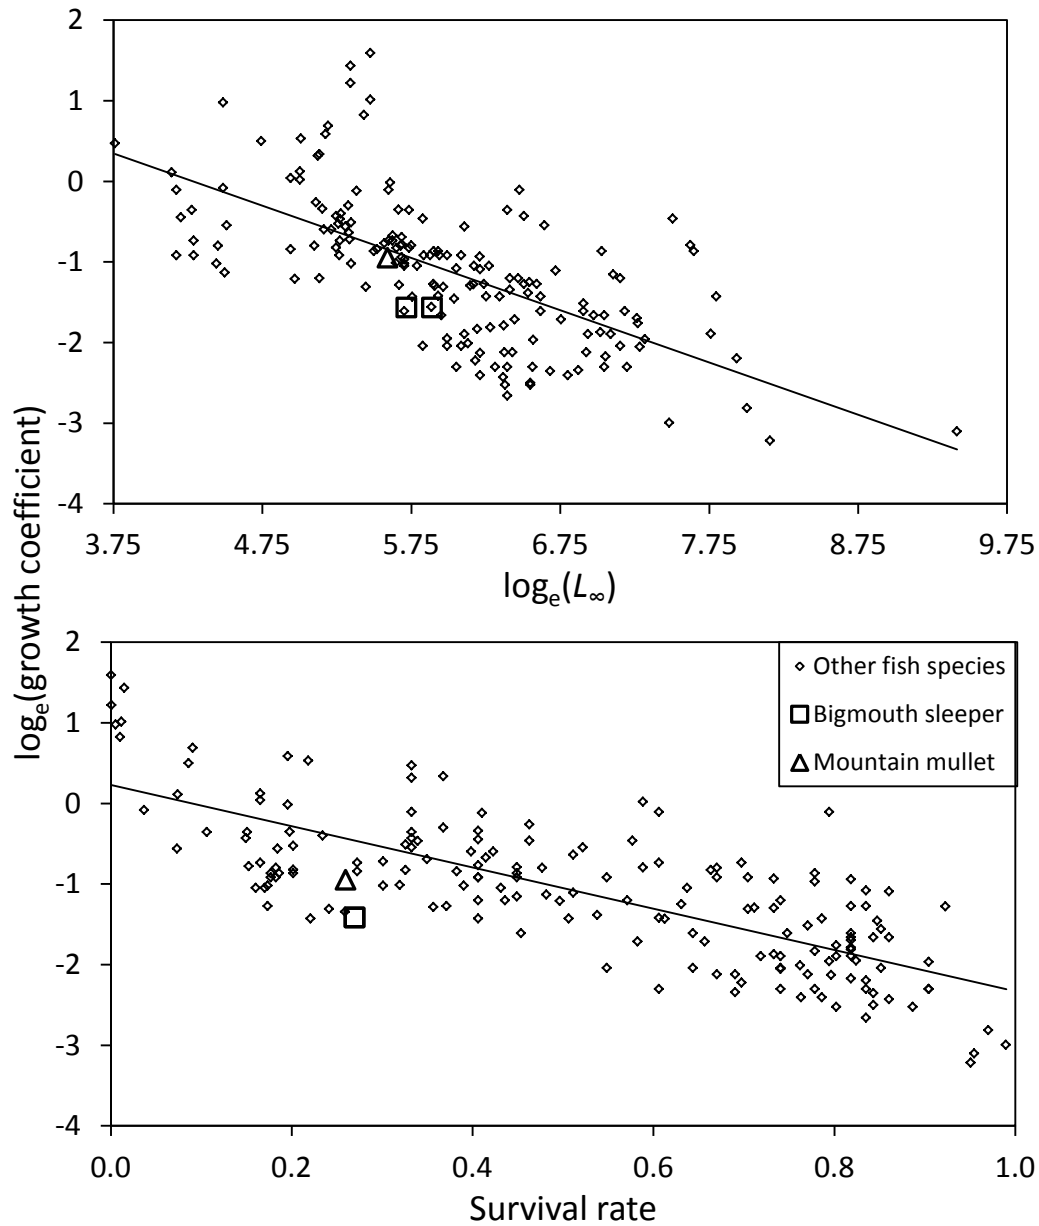 2
1
0
-1
-2
-3
-4
3.75 4.75 5.75 6.75 7.75 8.75 9.75
logₑ(L∞)
logₑ(growth coefficient)
2
1
0
-1
-2
-3
-4
Other fish species
Bigmouth sleeper
Mountain mullet
0.0 0.2 0.4 0.6 0.8 1.0
Survival rate